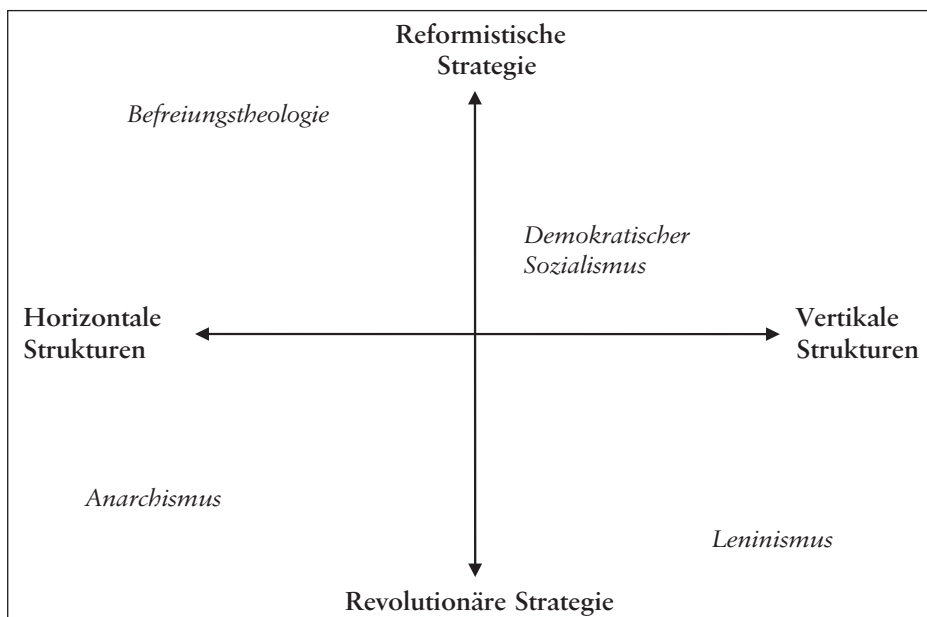 Reformistische
Strategie
Befreiungstheologie
Demokratischer
Sozialismus
Horizontale
Strukturen
Vertikale
Strukturen
Anarchismus
Leninismus
Revolutionäre Strategie